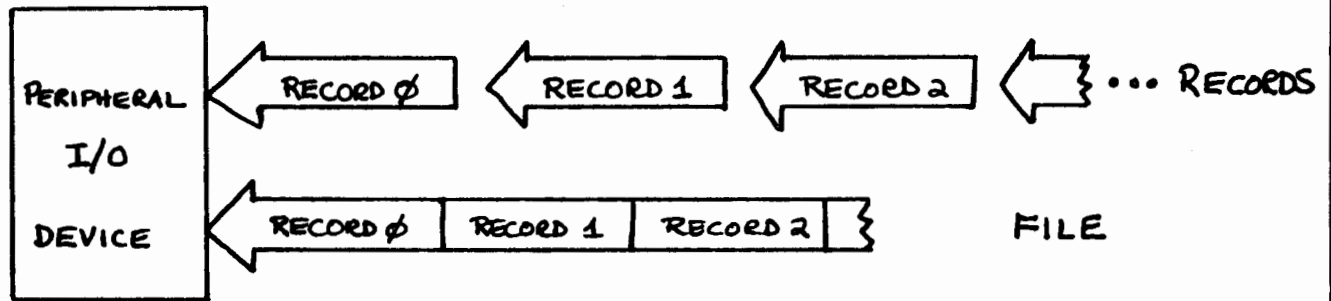 PERIPHERAL
I/O
DEVICE
RECORD Ø RECORD 1 RECORD 2 ••• RECORDS
RECORD Ø RECORD 1 RECORD 2 FILE